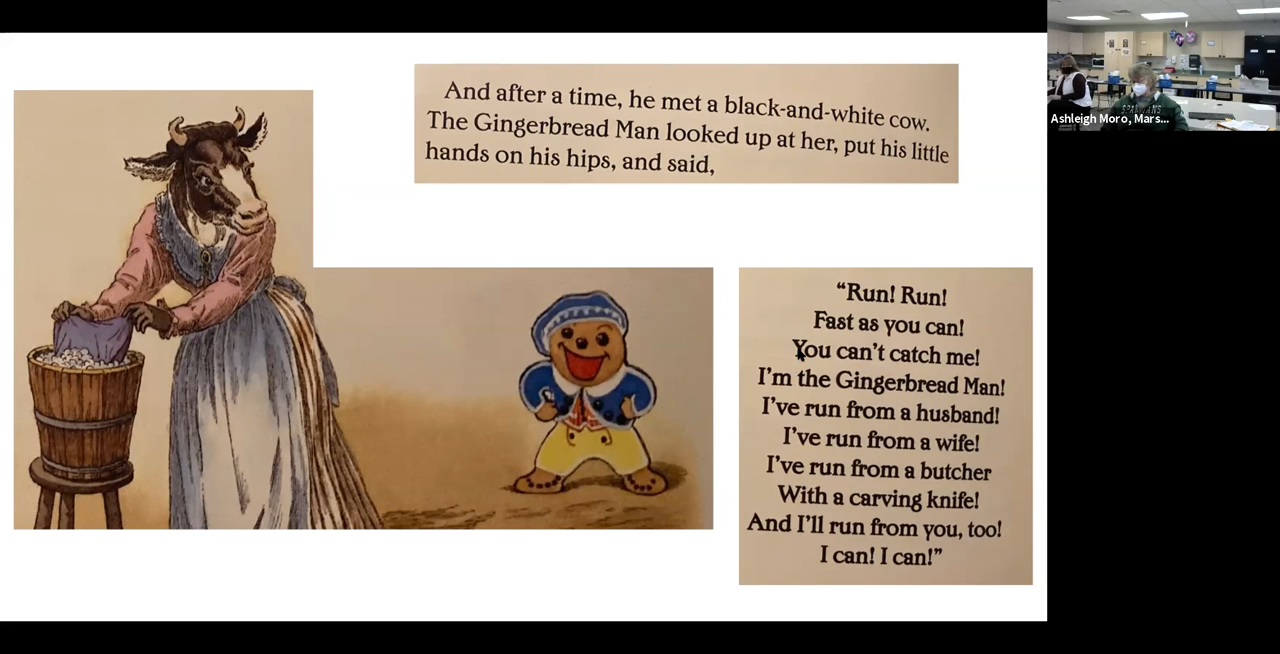 And after a time, he met a black-and-white cow.
The Gingerbread Man looked up at her, put his little
hands on his hips, and said,
“Run! Run!
Fast as you can!
You can't catch me!
I'm the Gingerbread Man!
I've run from a husband!
I've run from a wife!
I've run from a butcher
With a carving knife!
And I'll run from you, too!
I can! I can!”
SPARTANS
Ashleigh Moro, Mars...